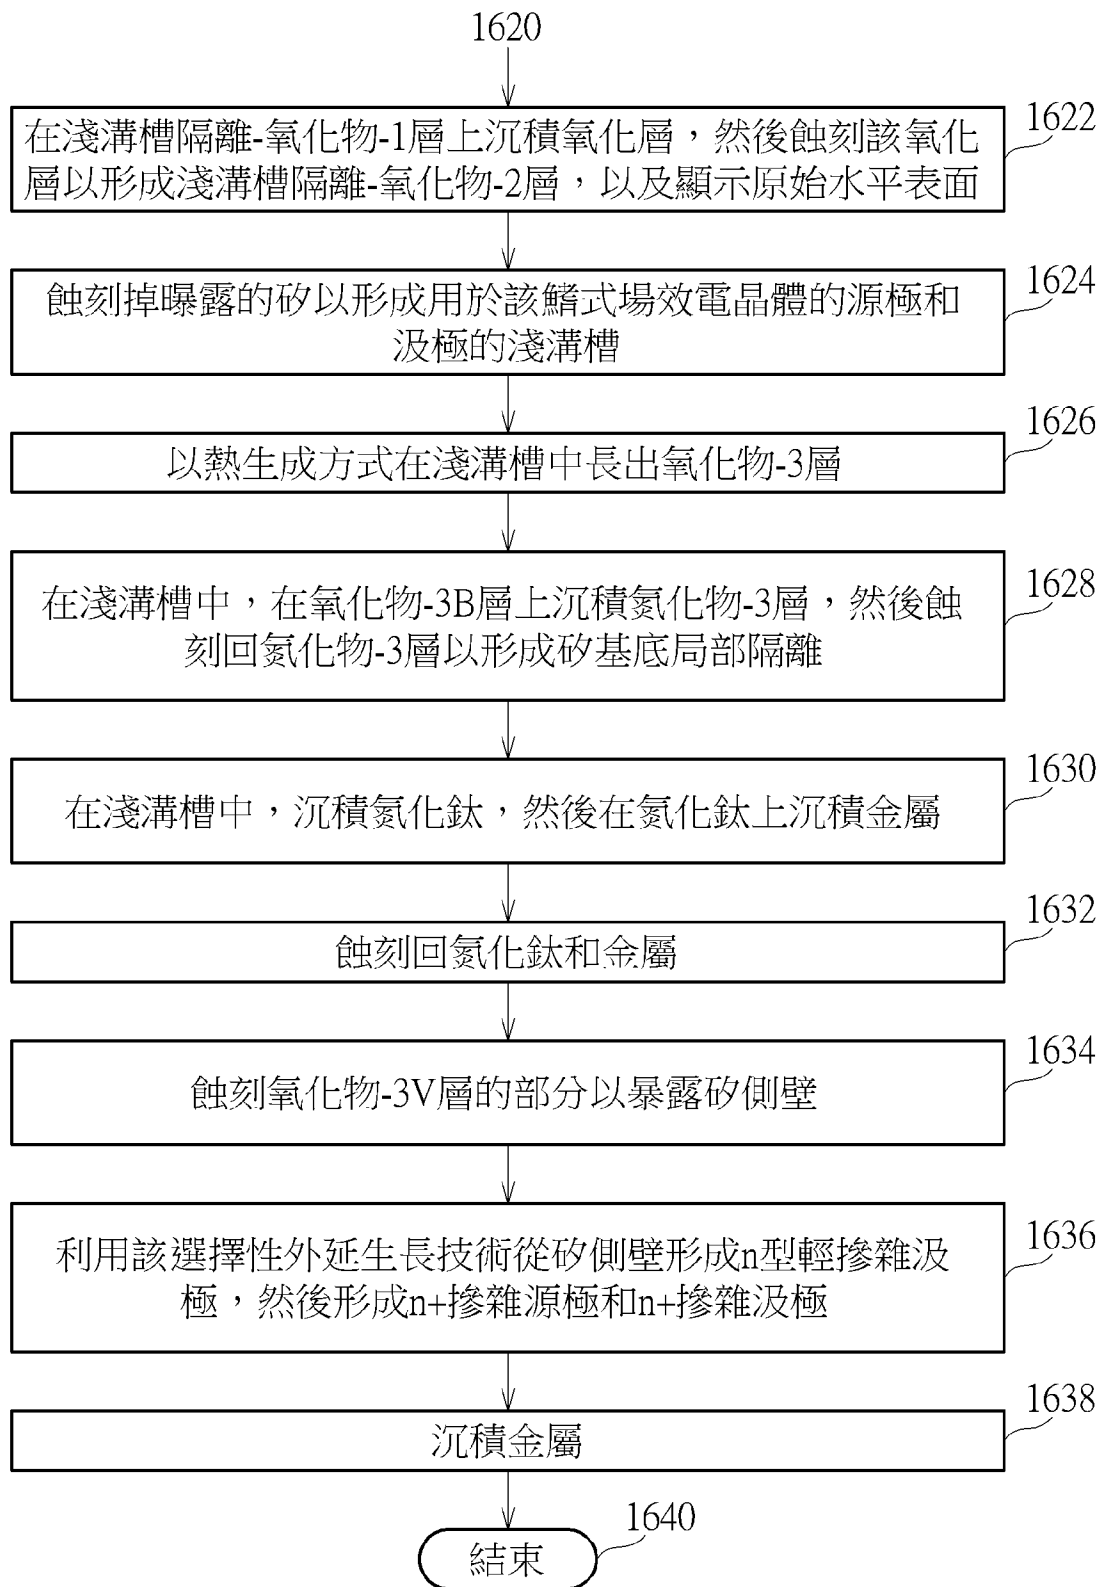 1620
1622
在淺溝槽隔離-氧化物-1層上沉積氧化層，然後蝕刻該氧化
層以形成淺溝槽隔離-氧化物-2層，以及顯示原始水平表面
1624
蝕刻掉曝露的矽以形成用於該鰭式場效電晶體的源極和
汲極的淺溝槽
1626
以熱生成方式在淺溝槽中長出氧化物-3層
1628
在淺溝槽中，在氧化物-3B層上沉積氮化物-3層，然後蝕
刻回氮化物-3層以形成矽基底局部隔離
1630
在淺溝槽中，沉積氮化鈦，然後在氮化鈦上沉積金屬
1632
蝕刻回氮化鈦和金屬
1634
蝕刻氧化物-3V層的部分以暴露矽側壁
1636
利用該選擇性外延生長技術從矽側壁形成n型輕摻雜汲
極，然後形成n+摻雜源極和n+摻雜汲極
1638
沉積金屬
1640
結束